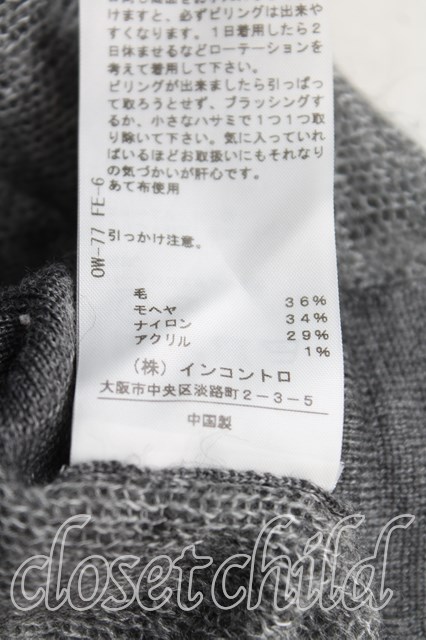 けますと、必ずピリングは出来や
すくなります。1日着用したら2
日休ませるなどローテーションを
考えて着用して下さい。
ピリングが出来ましたら引っぱっ
て取ろうとせず、ブラッシングす
るか、小さなハサミで1つ1つ取
り除いて下さい。気に入っていれ
ばいるほどお取扱いにもそれなり
の気づかいが肝心です。
あて布使用
引っかけ注意。
OW-77 FE-6
毛 36%
モヘヤ 34%
ナイロン 29%
アクリル 1%
(株)インコントロ
大阪市中央区淡路町2-3-5
中国製
closetchild